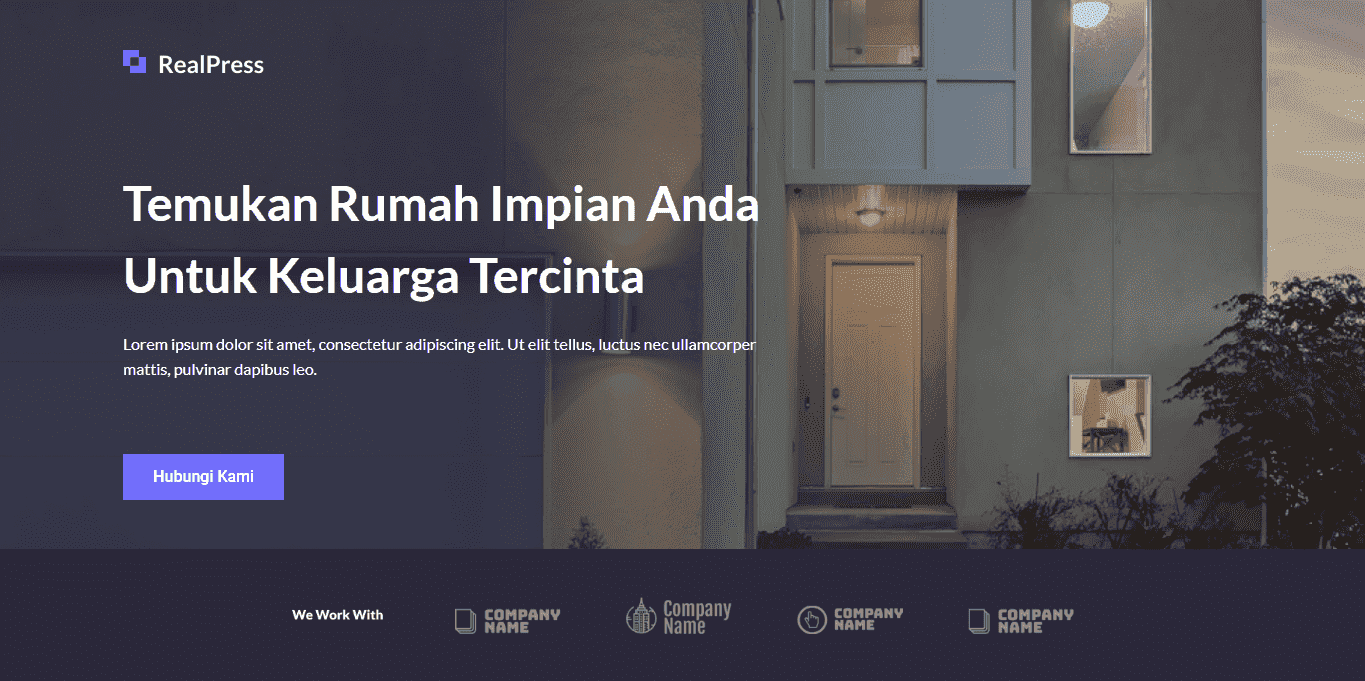 RealPress
Temukan Rumah Impian Anda
Untuk Keluarga Tercinta
Lorem ipsum dolor sit amet, consectetur adipiscing elit. Ut elit tellus, luctus nec ullamcorper
mattis, pulvinar dapibus leo.
Hubungi Kami
We Work With
COMPANY
NAME
Company
Name
COMPANY
NAME
COMPANY
NAME